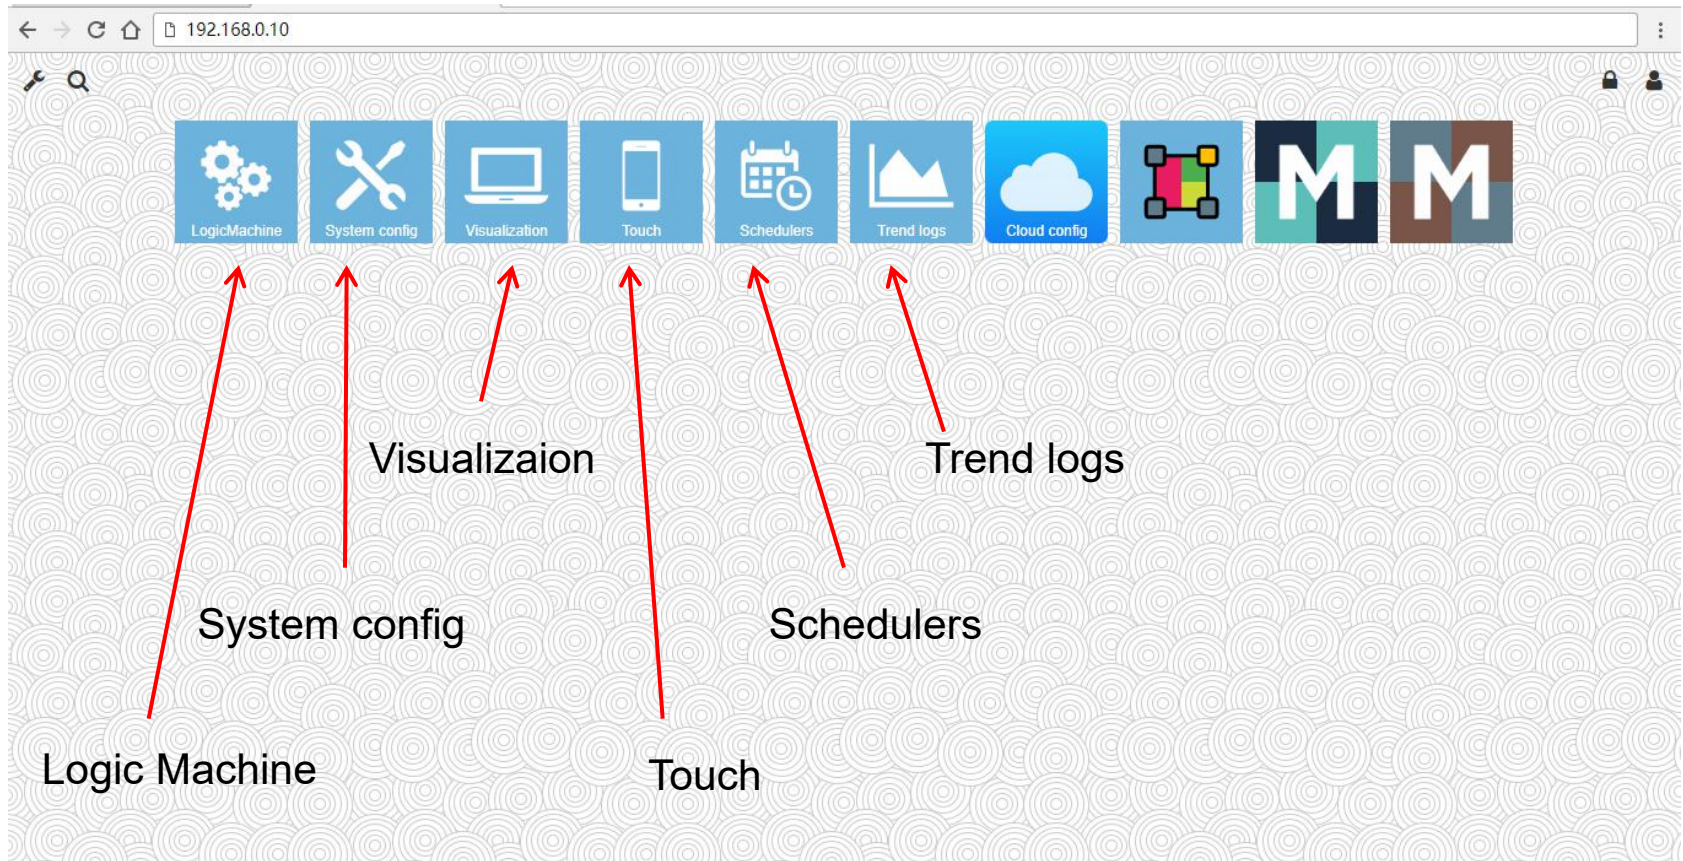 192.168.0.10
LogicMachine
System config
Visualization
Touch
Schedulers
Trend logs
Cloud config
M
M
Visualizaion
Trend logs
System config
Schedulers
Logic Machine
Touch